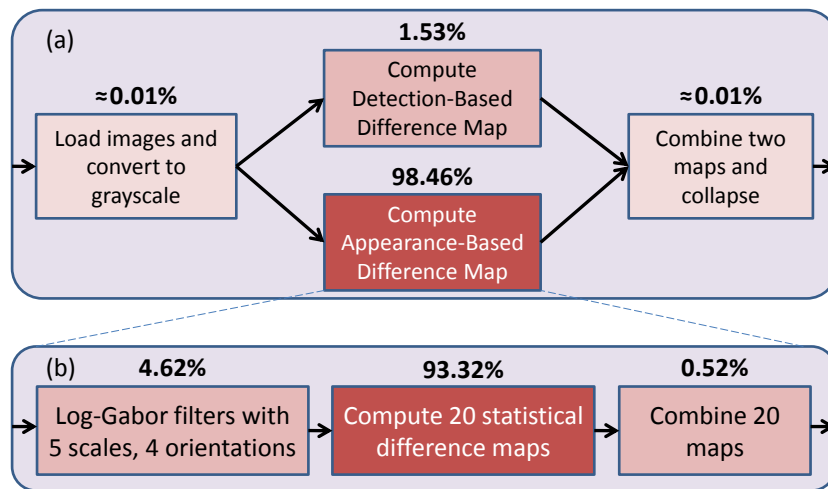 (a)
≈0.01%
Load images and
convert to
grayscale
1.53%
Compute
Detection-Based
Difference Map
98.46%
Compute
Appearance-Based
Difference Map
≈0.01%
Combine two
maps and
collapse
(b)
4.62%
Log-Gabor filters with
5 scales, 4 orientations
93.32%
Compute 20 statistical
difference maps
0.52%
Combine 20
maps